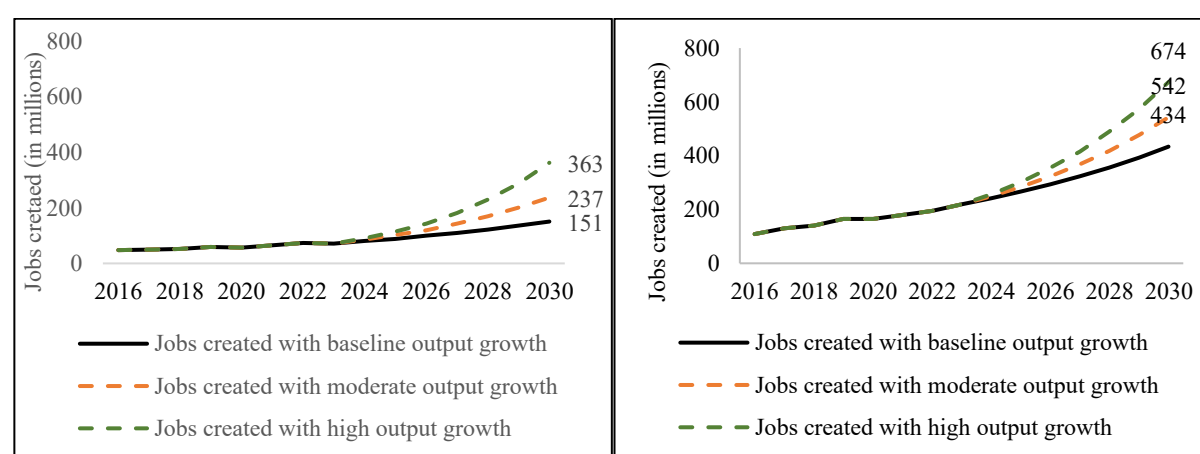 Jobs cretaed (in millions)
800
600
400
200
0
363
237
151
2016 2018 2020 2022 2024 2026 2028 2030
Jobs created with baseline output growth
Jobs created with moderate output growth
Jobs created with high output growth
Jobs created (in millions)
800
600
400
200
0
674
542
434
2016 2018 2020 2022 2024 2026 2028 2030
Jobs created with baseline output growth
Jobs created with moderate output growth
Jobs created with high output growth